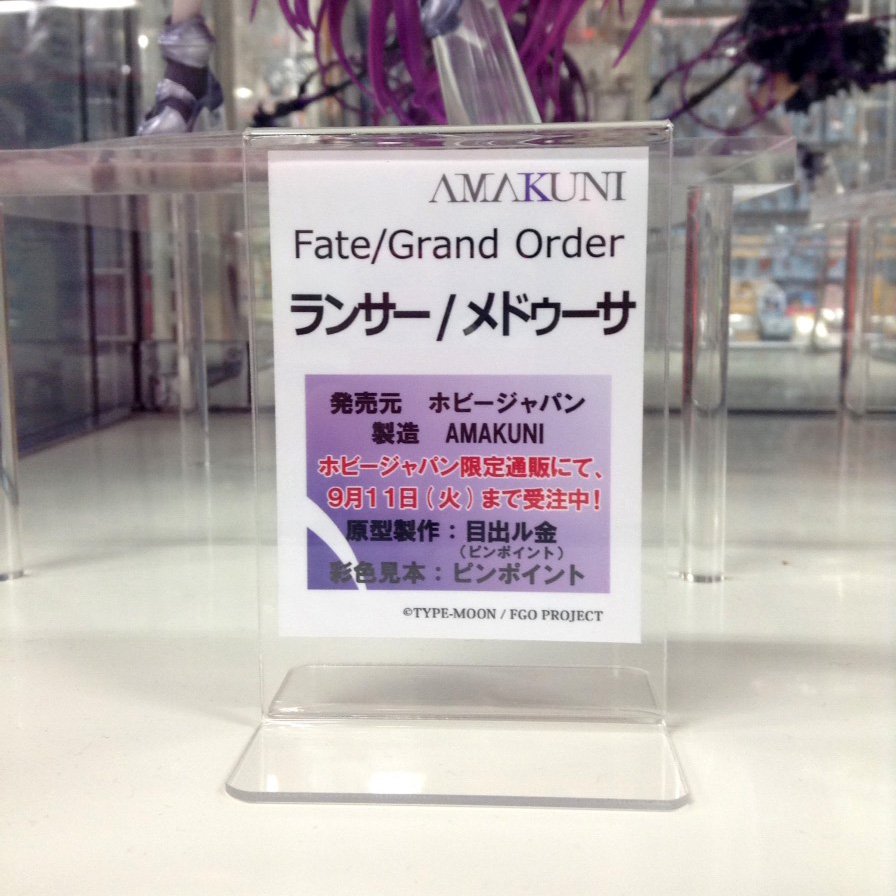 AMAKUNI
Fate/Grand Order
ランサー/メドゥーサ
発売元　ホビージャパン
製造　AMAKUNI
ホビージャパン限定通販にて、
9月11日(火)まで受注中!
原型製作：目出ル金
(ピンポイント)
彩色見本：ピンポイント
©TYPE-MOON / FGO PROJECT